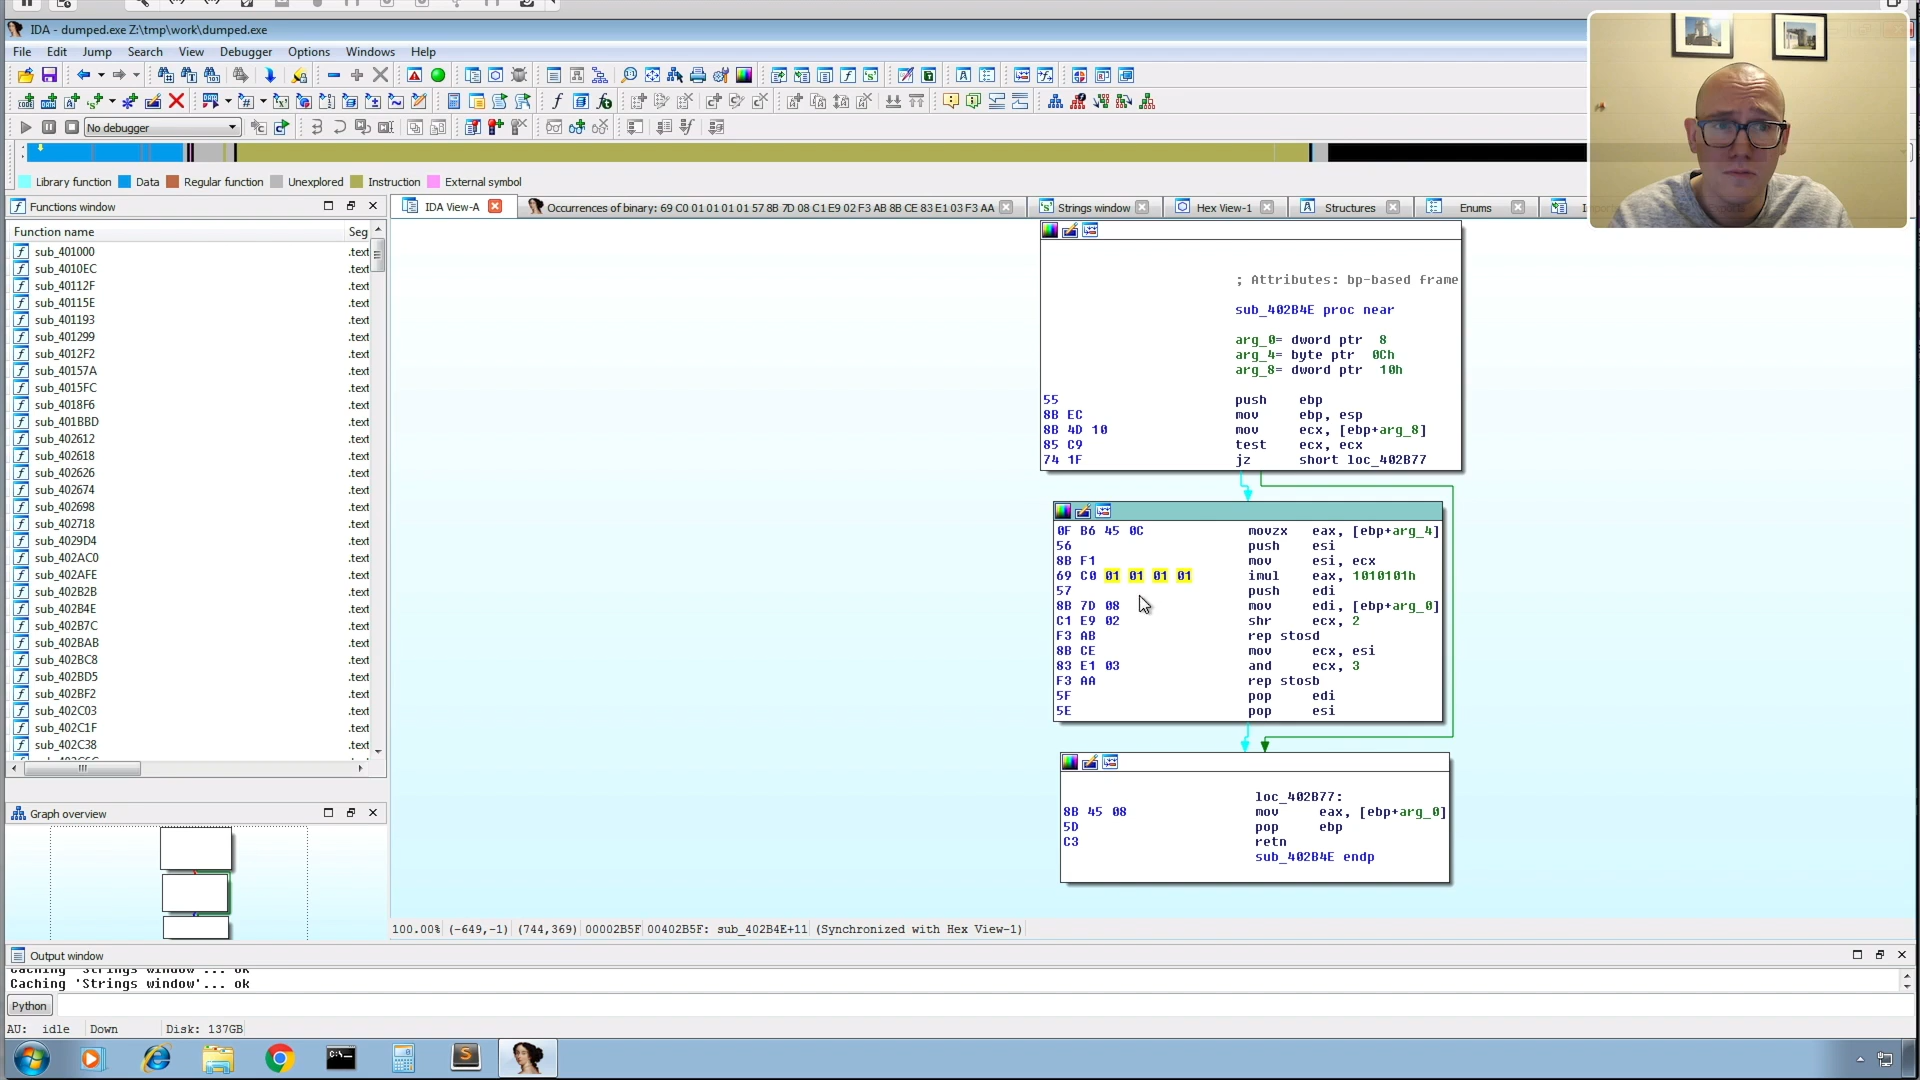 IDA - dumped.exe Z:\tmp\work\dumped.exe
File Edit Jump Search View Debugger Options Windows Help
No debugger
Library function Data Regular function Unexplored Instruction External symbol
Functions window
IDA View-A
Occurrences of binary: 69 C0 01 01 01 01 57 8B 7D 08 C1 E9 02 F3 AB 8B CE 83 E1 03 F3 AA
Strings window
Hex View-1
Structures
Enums
Function name Seg
sub_401000 .text
sub_4010EC .text
sub_40112F .text
sub_40115E .text
sub_401193 .text
sub_401299 .text
sub_4012F2 .text
sub_40157A .text
sub_4015FC .text
sub_4018F6 .text
sub_401BBD .text
sub_402612 .text
sub_402618 .text
sub_402626 .text
sub_402674 .text
sub_402698 .text
sub_402718 .text
sub_4029D4 .text
sub_402AC0 .text
sub_402AFE .text
sub_402B2B .text
sub_402B4E .text
sub_402B7C .text
sub_402BAB .text
sub_402BC8 .text
sub_402BD5 .text
sub_402BF2 .text
sub_402C03 .text
sub_402C1F .text
sub_402C38 .text
; Attributes: bp-based frame
sub_402B4E proc near
arg_0= dword ptr 8
arg_4= byte ptr 0Ch
arg_8= dword ptr 10h
55 push ebp
8B EC mov ebp, esp
8B 4D 10 mov ecx, [ebp+arg_8]
85 C9 test ecx, ecx
74 1F jz short loc_402B77
0F B6 45 0C movzx eax, [ebp+arg_4]
56 push esi
8B F1 mov esi, ecx
69 C0 01 01 01 01 imul eax, 1010101h
57 push edi
8B 7D 08 mov edi, [ebp+arg_0]
C1 E9 02 shr ecx, 2
F3 AB rep stosd
8B CE mov ecx, esi
83 E1 03 and ecx, 3
F3 AA rep stosb
5F pop edi
5E pop esi
loc_402B77:
8B 45 08 mov eax, [ebp+arg_0]
5D pop ebp
C3 retn
sub_402B4E endp
Graph overview
100.00% (-649,-1) (744,369) 00002B5F 00402B5F: sub_402B4E+11 (Synchronized with Hex View-1)
Output window
Caching 'Strings window'... ok
Caching 'Strings window'... ok
Python
AU: idle Down Disk: 137GB